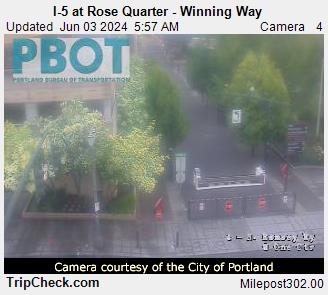 I-5 at Rose Quarter - Winning Way
Updated Jun 03 2024 5:57 AM Camera 4
PBOT
PORTLAND BUREAU OF TRANSPORTATION
Camera courtesy of the City of Portland
TripCheck.com Milepost302.00